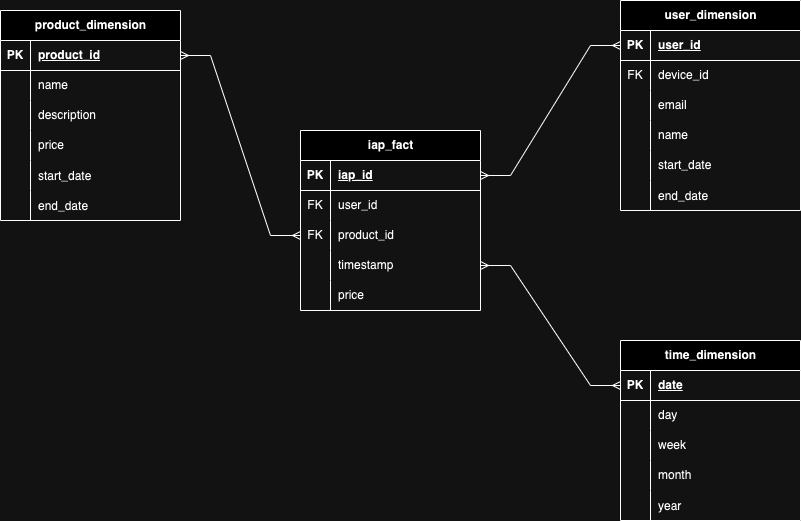 product_dimension
PK product_id
name
description
price
start_date
end_date
iap_fact
PK iap_id
FK user_id
FK product_id
timestamp
price
user_dimension
PK user_id
FK device_id
email
name
start_date
end_date
time_dimension
PK date
day
week
month
year